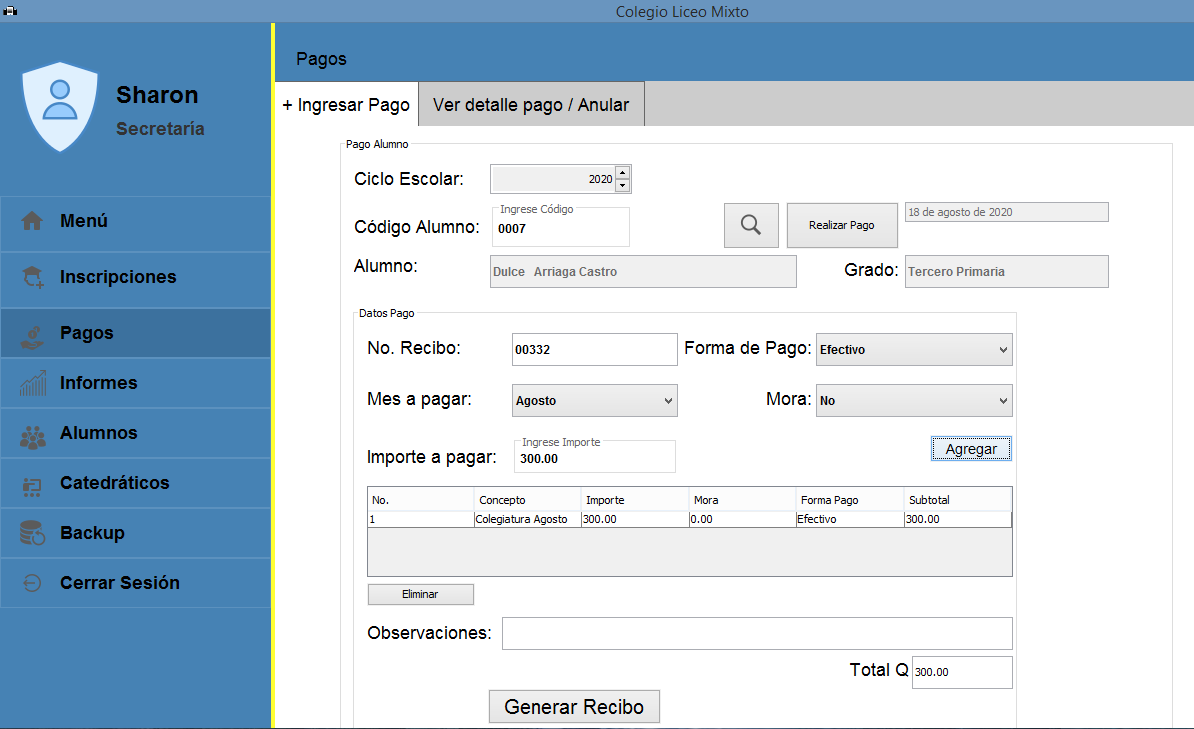 Colegio Liceo Mixto
Sharon
Secretaría
Menú
Inscripciones
Pagos
Informes
Alumnos
Catedráticos
Backup
Cerrar Sesión
Pagos
+ Ingresar Pago
Ver detalle pago / Anular
Pago Alumno
Ciclo Escolar: 2020
Ingrese Código
Código Alumno: 0007
Realizar Pago
18 de agosto de 2020
Alumno: Dulce Arriaga Castro
Grado: Tercero Primaria
Datos Pago
No. Recibo: 00332 Forma de Pago: Efectivo
Mes a pagar: Agosto Mora: No
Ingrese Importe
Importe a pagar: 300.00
Agregar
No. Concepto Importe Mora Forma Pago Subtotal
1 Colegiatura Agosto 300.00 0.00 Efectivo 300.00
Eliminar
Observaciones:
Total Q 300.00
Generar Recibo